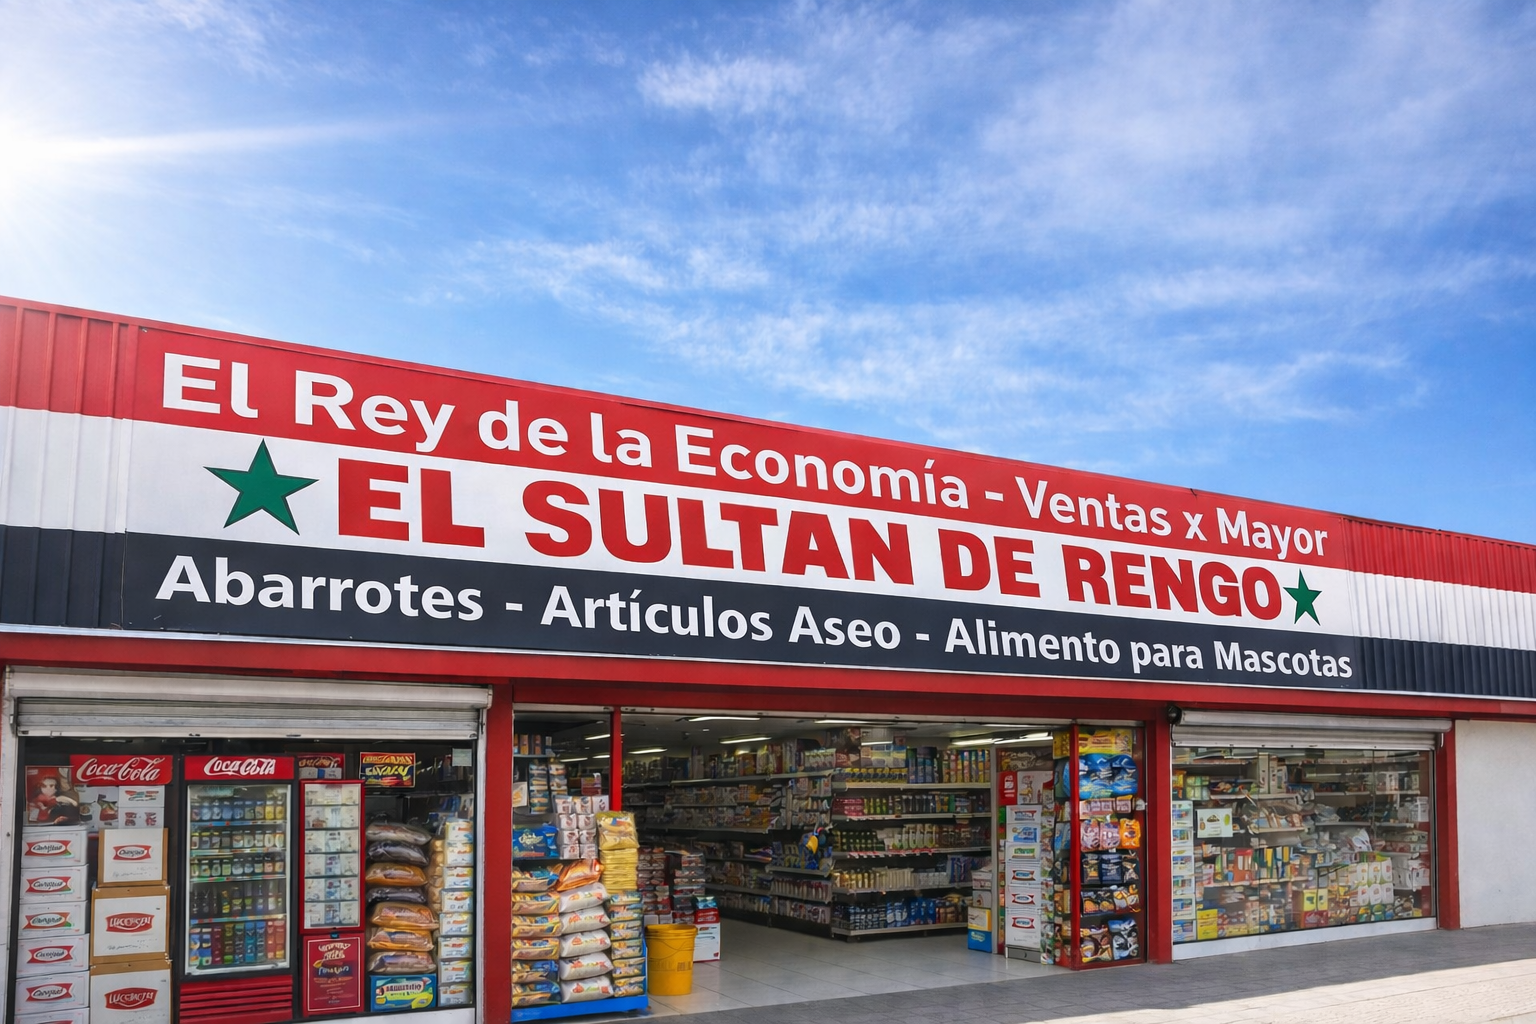 El Rey de la Economía - Ventas x Mayor
EL SULTAN DE RENGO
Abarrotes - Artículos Aseo - Alimento para Mascotas
Coca-Cola
Coca-Cola